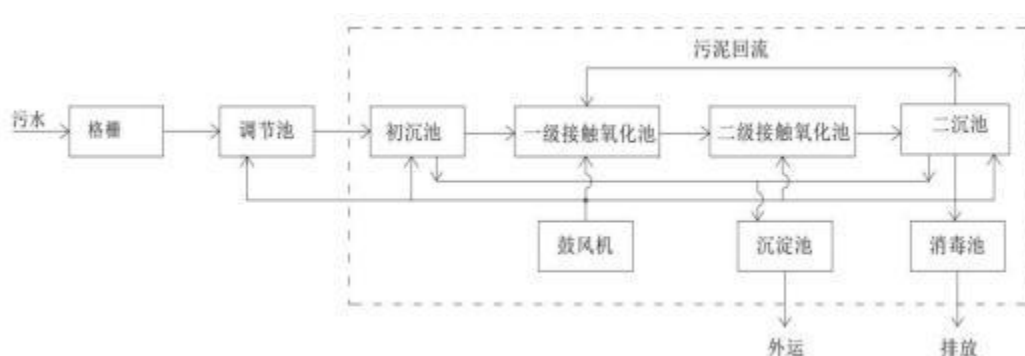 污泥回流
污水
格栅
调节池
初沉池
一级接触氧化池
二级接触氧化池
二沉池
鼓风机
沉淀池
消毒池
外运
排放